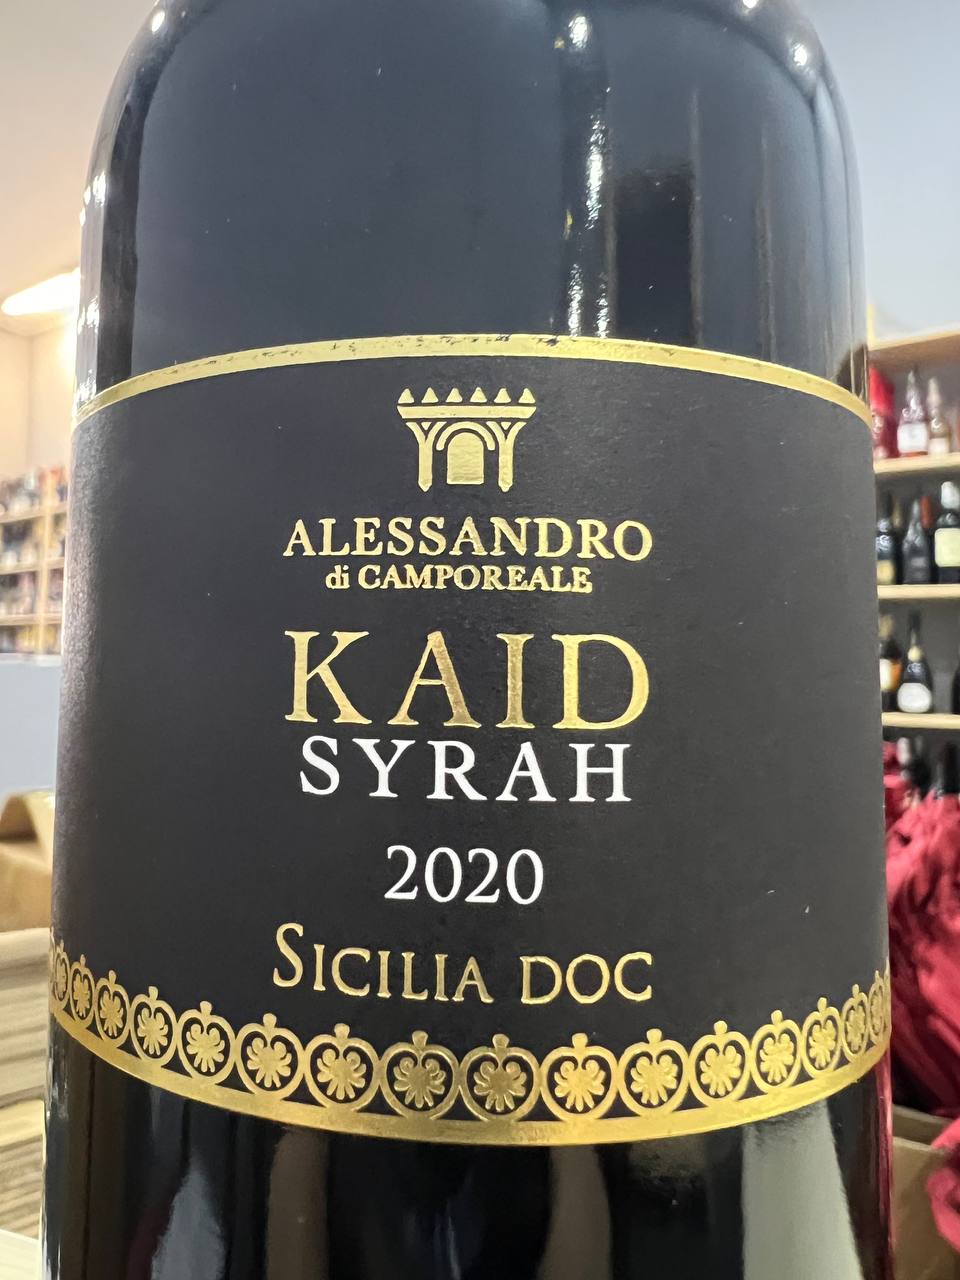 ALESSANDRO
di CAMPOREALE
KAID
SYRAH
2020
SICILIA DOC